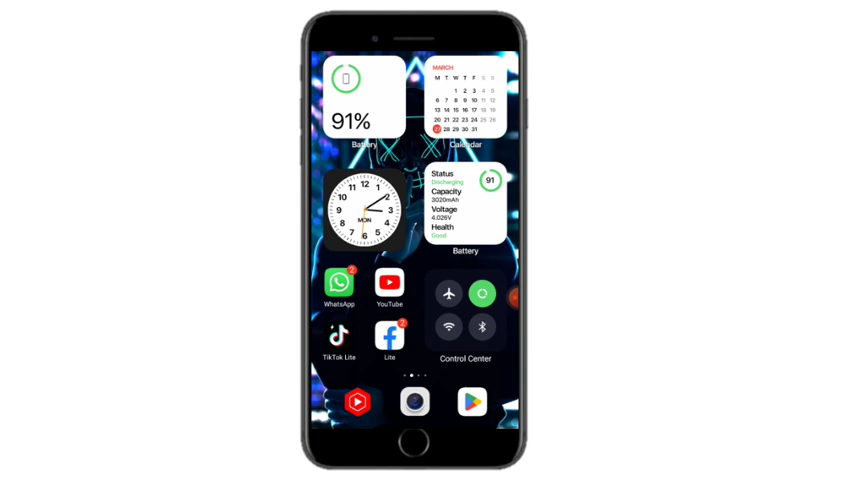 91%
Battery
MARCH
M T W T F S S
1 2 3 4 5
6 7 8 9 10 11 12
13 14 15 16 17 18 19
20 21 22 23 24 25 26
27 28 29 30 31
Calendar
12
11 1
10 2
9 3
MON
8 4
7 5
6
Status
Discharging
91
Capacity
3020mAh
Voltage
4.026V
Health
Good
Battery
2
WhatsApp
YouTube
TikTok Lite
2
Lite
Control Center